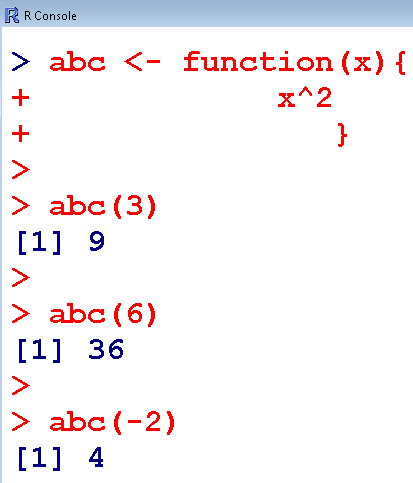 R Console
> abc <- function(x){
+ x^2
+ }
>
> abc(3)
[1] 9
>
> abc(6)
[1] 36
>
> abc(-2)
[1] 4